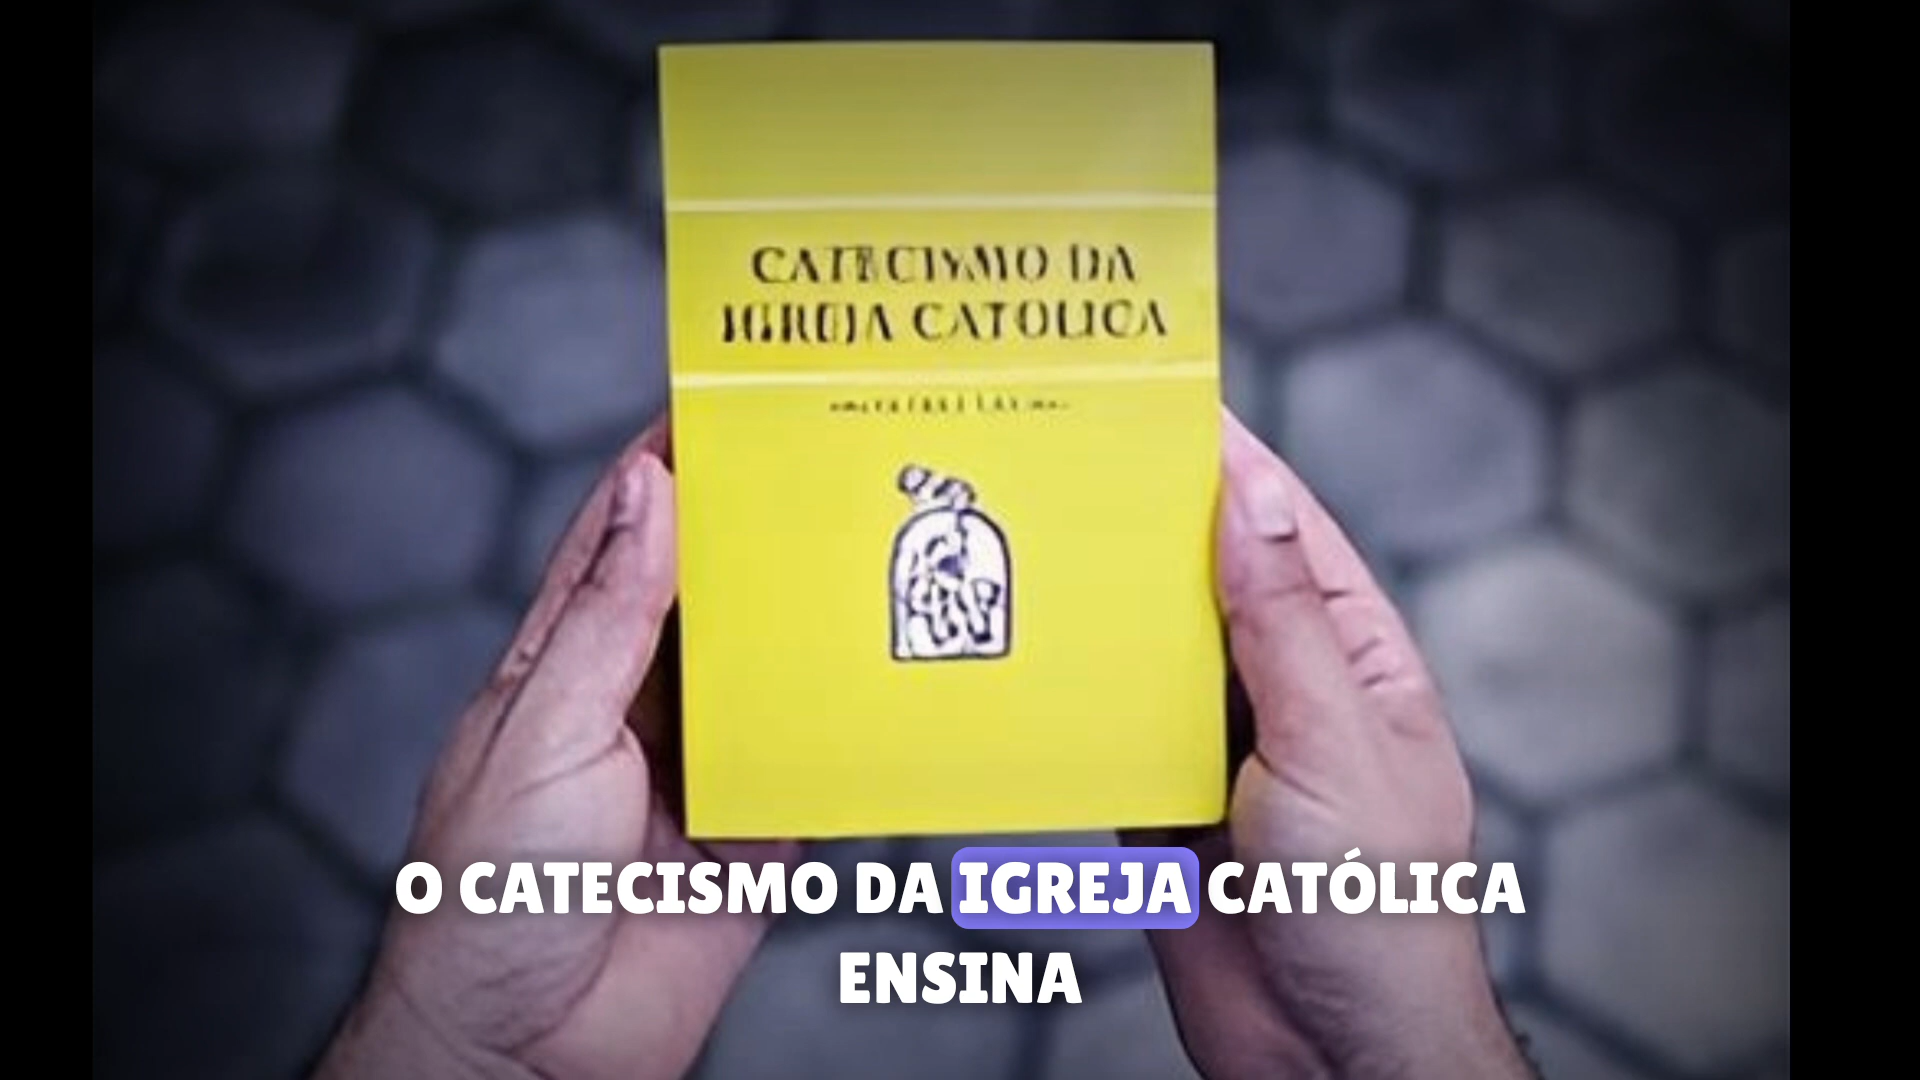 CATECISMO DA
IGREJA CATOLICA
O CATECISMO DA IGREJA CATÓLICA
ENSINA